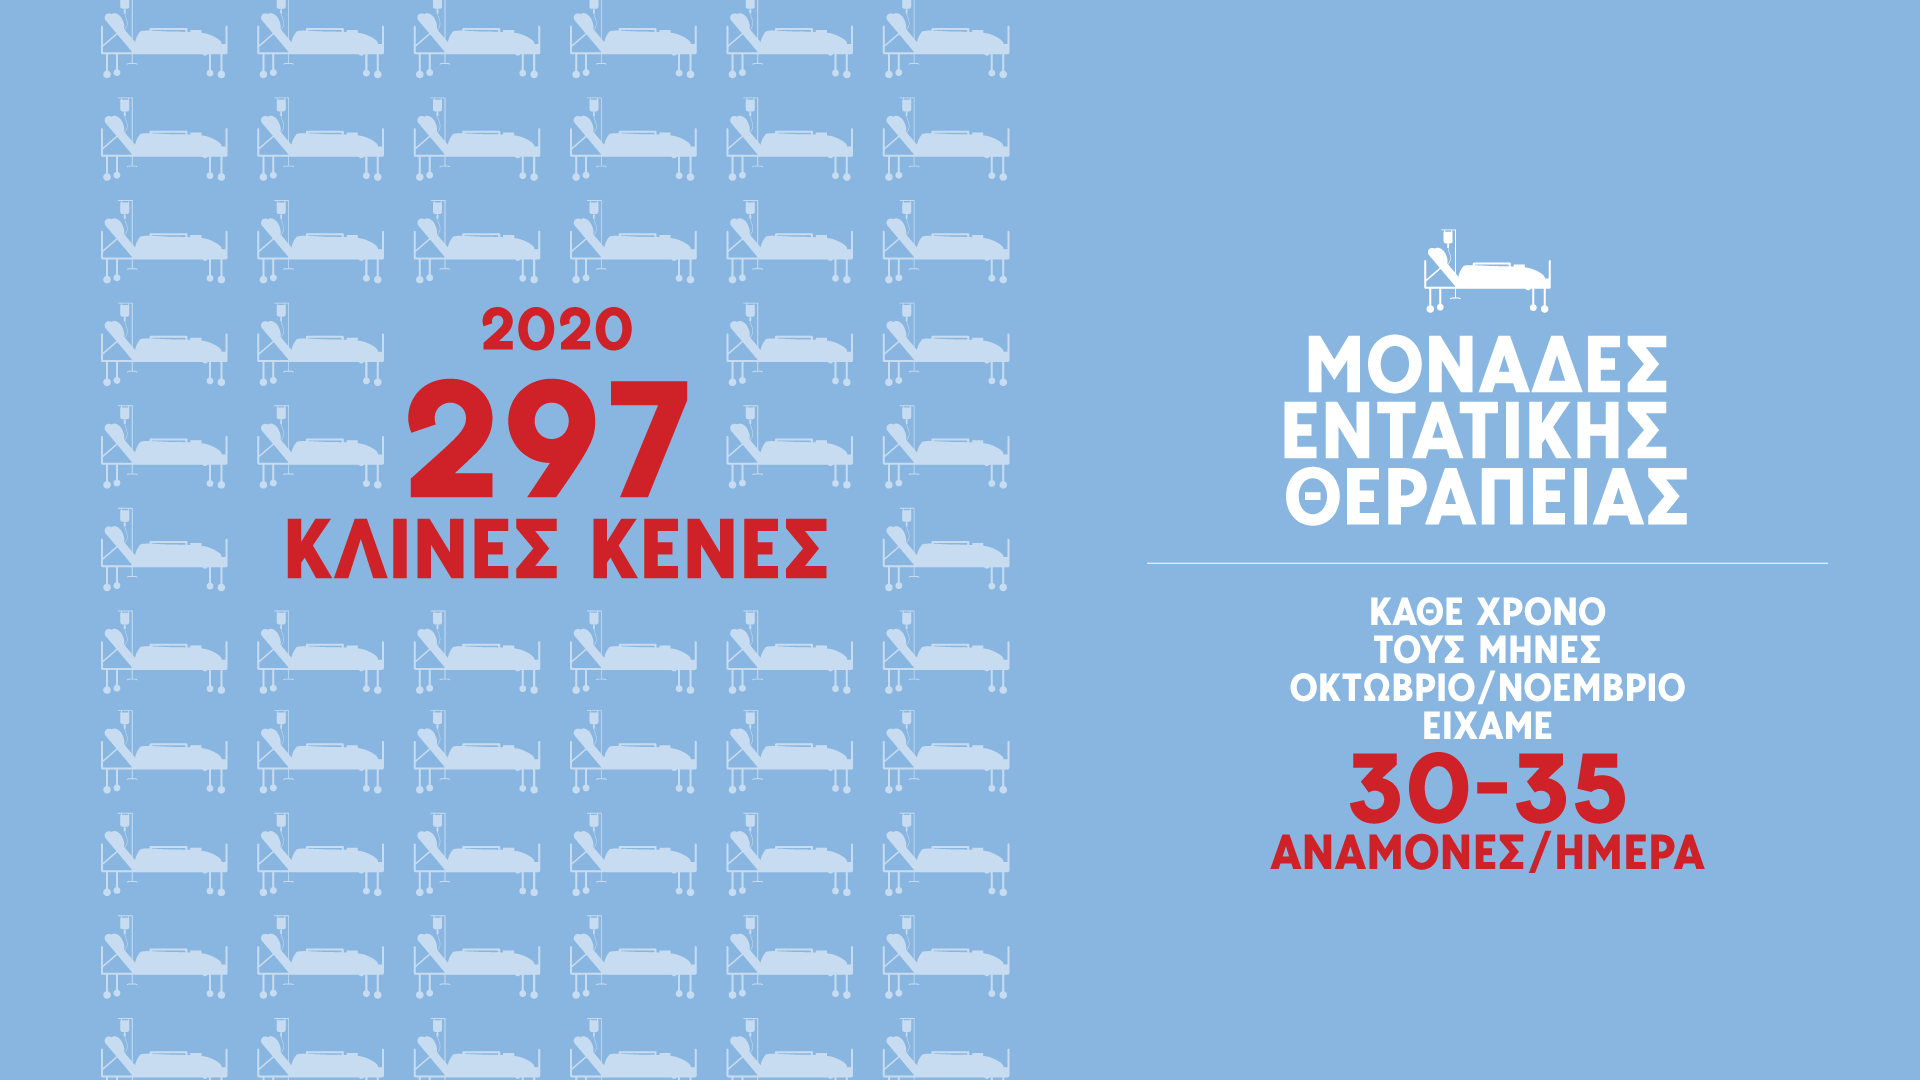 2020
297
ΚΛΙΝΕΣ ΚΕΝΕΣ
ΜΟΝΑΔΕΣ
ΕΝΤΑΤΙΚΗΣ
ΘΕΡΑΠΕΙΑΣ
ΚΑΘΕ ΧΡΟΝΟ
ΤΟΥΣ ΜΗΝΕΣ
ΟΚΤΩΒΡΙΟ/ΝΟΕΜΒΡΙΟ
ΕΙΧΑΜΕ
30-35
ΑΝΑΜΟΝΕΣ/ΗΜΕΡΑ